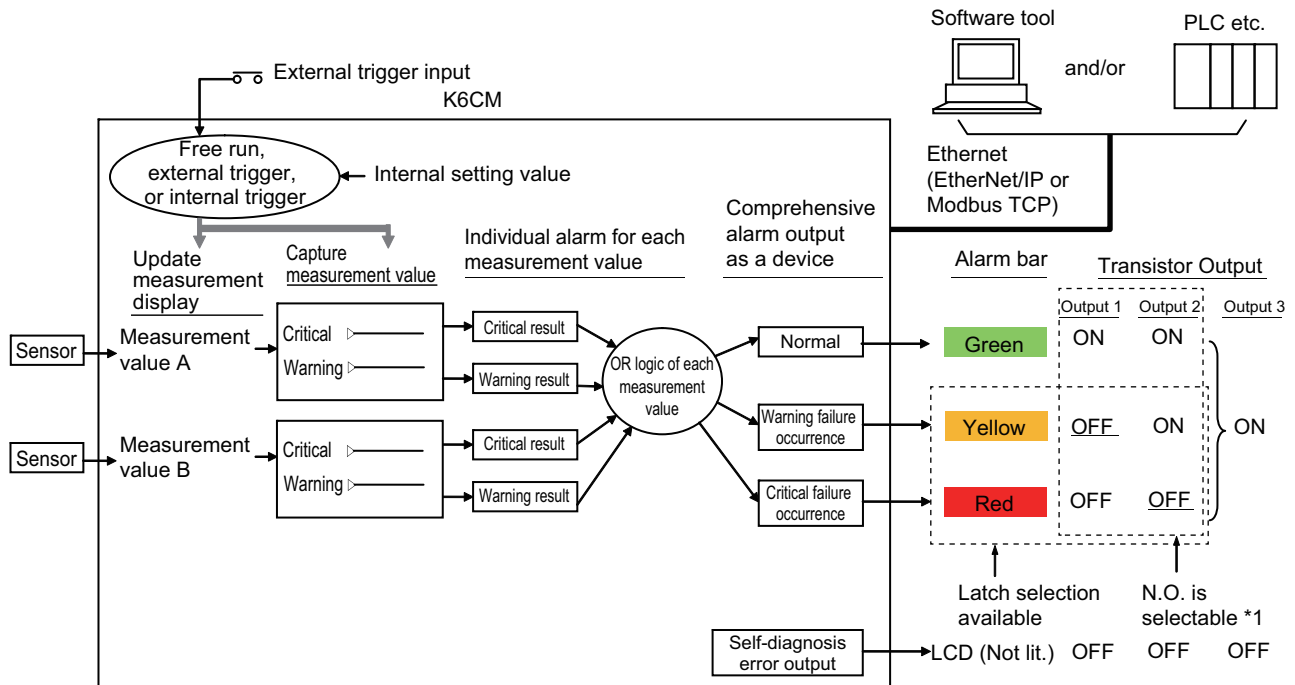 Software tool
PLC etc.
and/or
External trigger input
K6CM
Free run,
external trigger,
or internal trigger
Internal setting value
Ethernet
(EtherNet/IP or
Modbus TCP)
Update
measurement
display
Capture
measurement value
Individual alarm for each
measurement value
Comprehensive
alarm output
as a device
Alarm bar
Transistor Output
Output 1
Output 2
Output 3
Sensor
Measurement
value A
Critical
Warning
Critical result
Warning result
OR logic of each
measurement
value
Normal
Green
ON
ON
Warning failure
occurrence
Yellow
OFF
ON
ON
Sensor
Measurement
value B
Critical
Warning
Critical result
Warning result
Critical failure
occurrence
Red
OFF
OFF
Latch selection
available
N.O. is
selectable *1
Self-diagnosis
error output
LCD (Not lit.)
OFF
OFF
OFF